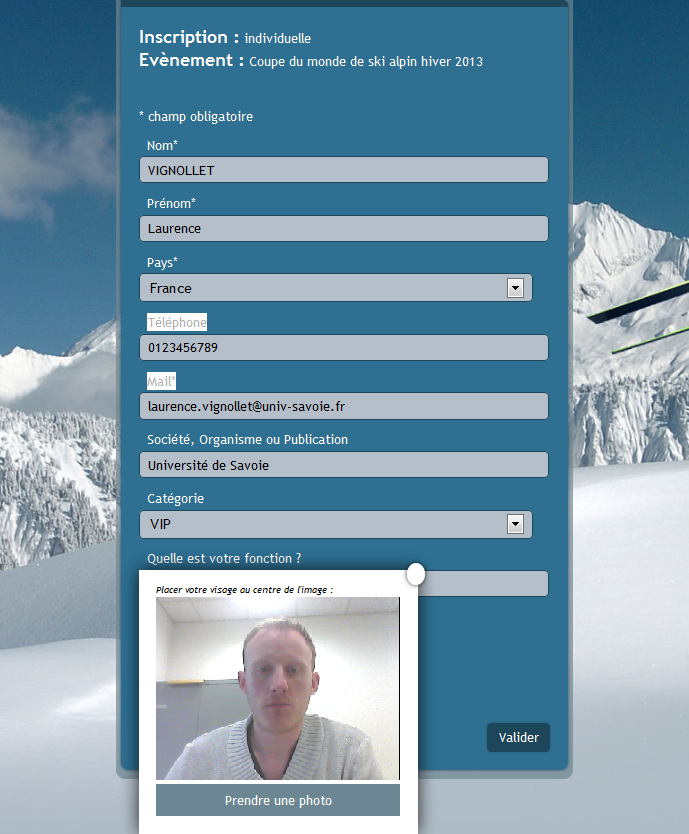 Inscription : individuelle
Evènement : Coupe du monde de ski alpin hiver 2013
* champ obligatoire
Nom*
VIGNOLLET
Prénom*
Laurence
Pays*
France
Téléphone
0123456789
Mail*
laurence.vignollet@univ-savoie.fr
Société, Organisme ou Publication
Université de Savoie
Catégorie
VIP
Quelle est votre fonction ?
Placer votre visage au centre de l'image :
Valider
Prendre une photo